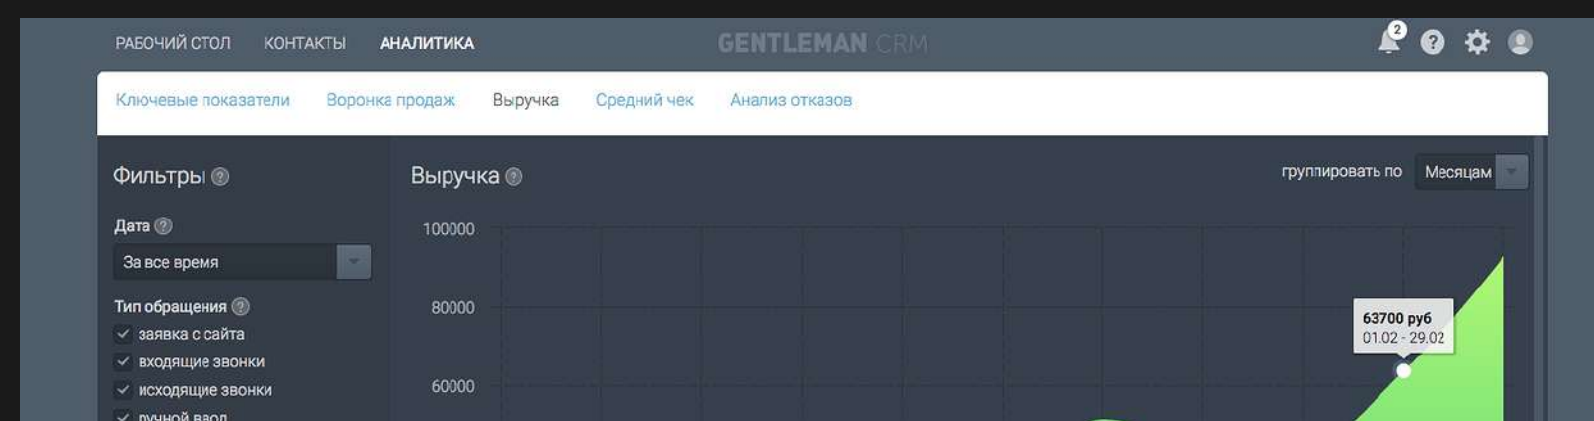 РАБОЧИЙ СТОЛ КОНТАКТЫ АНАЛИТИКА GENTLEMAN CRM 2
Ключевые показатели Воронка продаж Выручка Средний чек Анализ отказов
Фильтры Выручка группировать по Месяцам
Дата
За все время
Тип обращения
заявка с сайта
входящие звонки
исходящие звонки
ручной ввод
100000
80000
60000
63700 руб
01.02 - 29.02